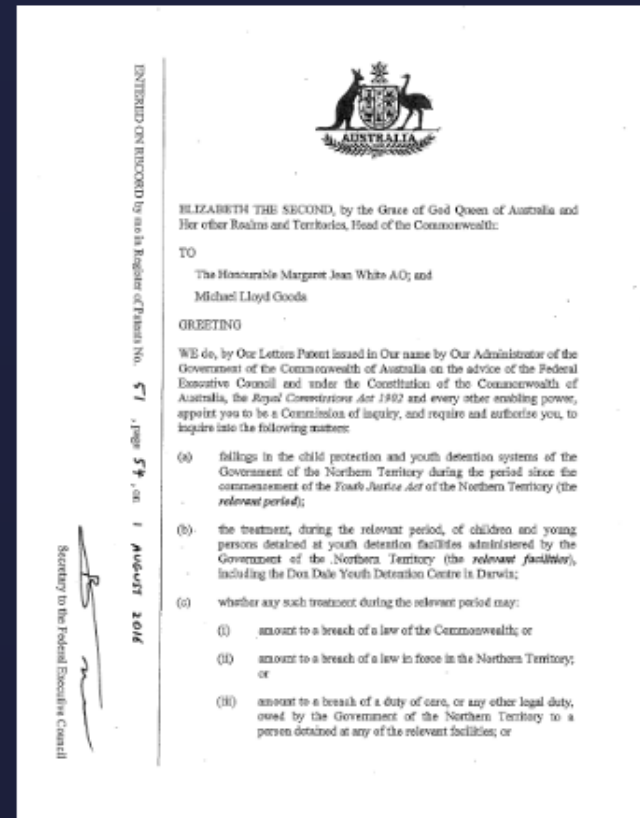 AUSTRALIA
ELIZABETH THE SECOND, by the Grace of God Queen of Australia and
Her other Realms and Territories, Head of the Commonwealth:
TO
The Honourable Margaret Jean White AO; and
Michael Lloyd Gooda
GREETING
WE do, by Our Letters Patent issued in Our name by Our Administrator of the
Government of the Commonwealth of Australia on the advice of the Federal
Executive Council and under the Constitution of the Commonwealth of
Australia, the Royal Commissions Act 1902 and every other enabling power,
appoint you to be a Commission of inquiry, and require and authorise you, to
inquire into the following matters:
(a) failings in the child protection and youth detention systems of the
Government of the Northern Territory during the period since the
commencement of the Youth Justice Act of the Northern Territory (the
relevant period);
(b) the treatment, during the relevant period, of children and young
persons detained at youth detention facilities administered by the
Government of the Northern Territory (the relevant facilities),
including the Don Dale Youth Detention Centre in Darwin;
(c) whether any such treatment during the relevant period may:
(i) amount to a breach of a law of the Commonwealth; or
(ii) amount to a breach of a law in force in the Northern Territory;
or
(iii) amount to a breach of a duty of care, or any other legal duty,
owed by the Government of the Northern Territory to a
person detained at any of the relevant facilities; or
ENTERED ON RECORD by me in Register of Patents No. 51, page 54, on 1 AUGUST 2016
Secretary to the Federal Executive Council